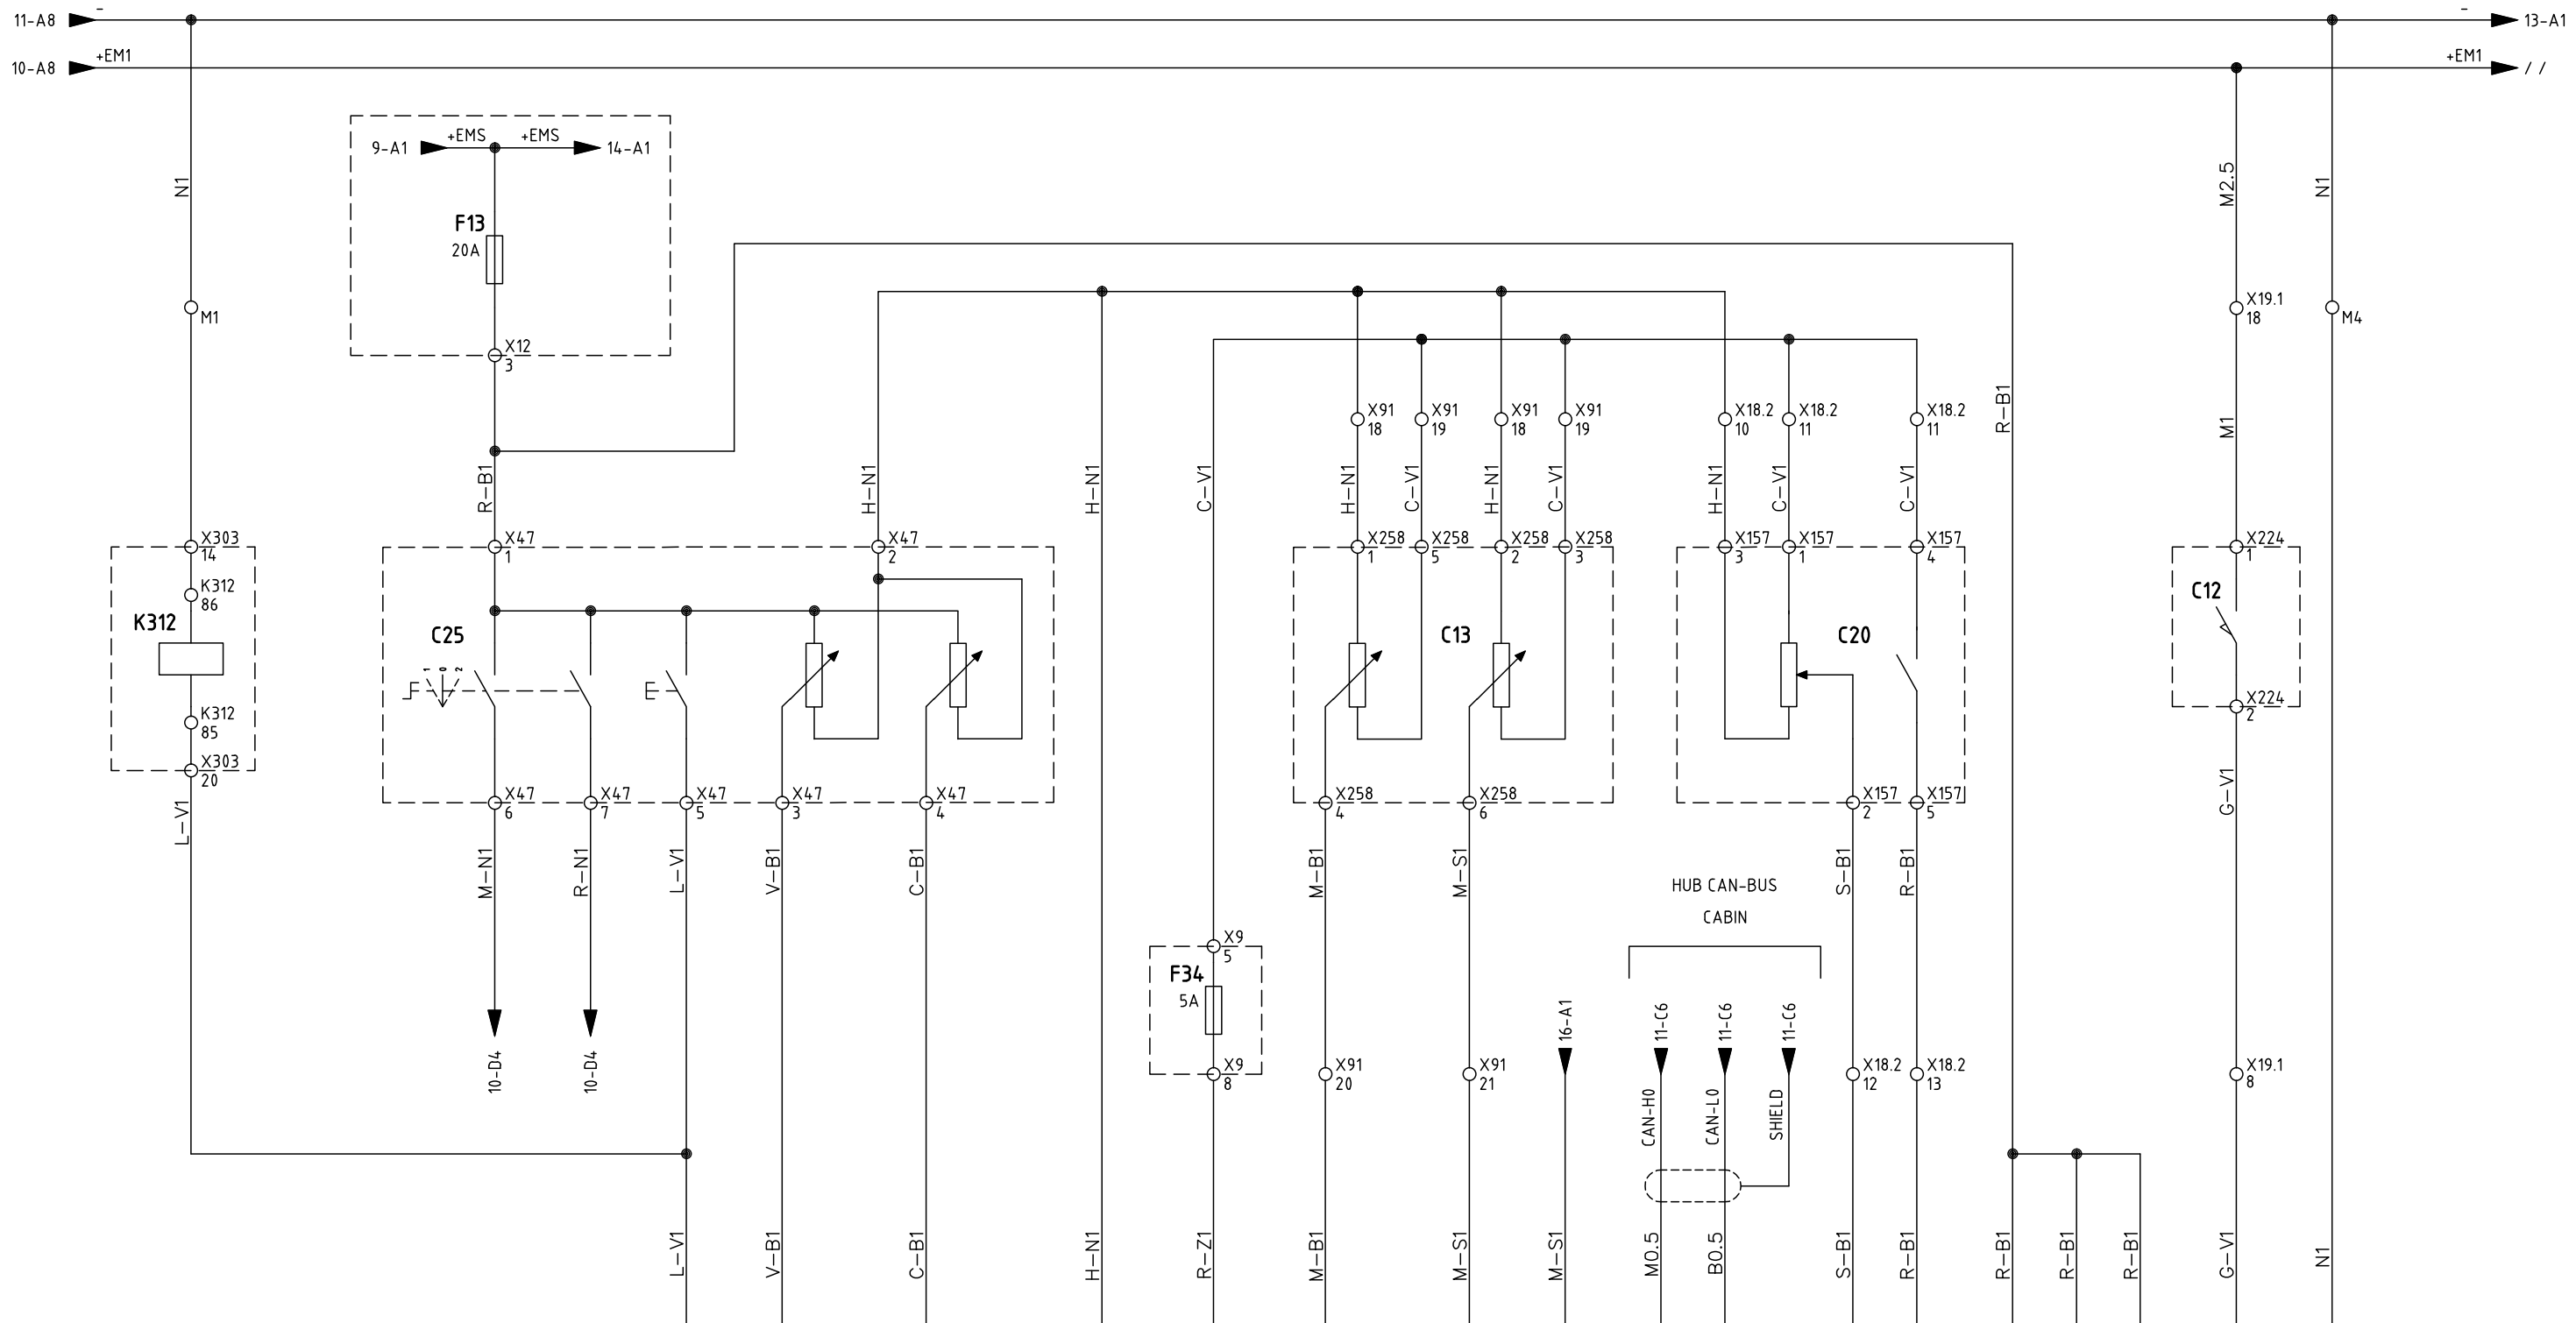 11-A8
-
-
13-A1
10-A8
+EM1
+EM1
//
9-A1
+EMS
+EMS
14-A1
N1
M2.5
N1
F13
20A
M1
X19.1
18
M4
X12
3
R-B1
X91
18
X91
19
X91
18
X91
19
X18.2
10
X18.2
11
X18.2
11
M1
R-B1
H-N1
H-N1
C-V1
H-N1
C-V1
H-N1
C-V1
H-N1
C-V1
C-V1
X303
14
X47
1
X47
2
X258
1
X258
5
X258
2
X258
3
X157
3
X157
1
X157
4
X224
1
K312
86
C12
K312
C25
C13
C20
1
0
2
K312
85
X224
2
X303
20
X47
6
X47
7
X47
5
X47
3
X47
4
X258
4
X258
6
X157
2
X157
5
G-V1
L-V1
M-N1
R-N1
L-V1
V-B1
C-B1
M-B1
M-S1
S-B1
R-B1
HUB CAN-BUS
CABIN
X9
5
F34
5A
16-A1
11-C6
11-C6
11-C6
10-D4
10-D4
X9
8
X91
20
X91
21
X18.2
12
X18.2
13
X19.1
8
CAN-H0
CAN-L0
SHIELD
L-V1
V-B1
C-B1
H-N1
R-Z1
M-B1
M-S1
M-S1
M0.5
B0.5
S-B1
R-B1
R-B1
R-B1
R-B1
G-V1
N1